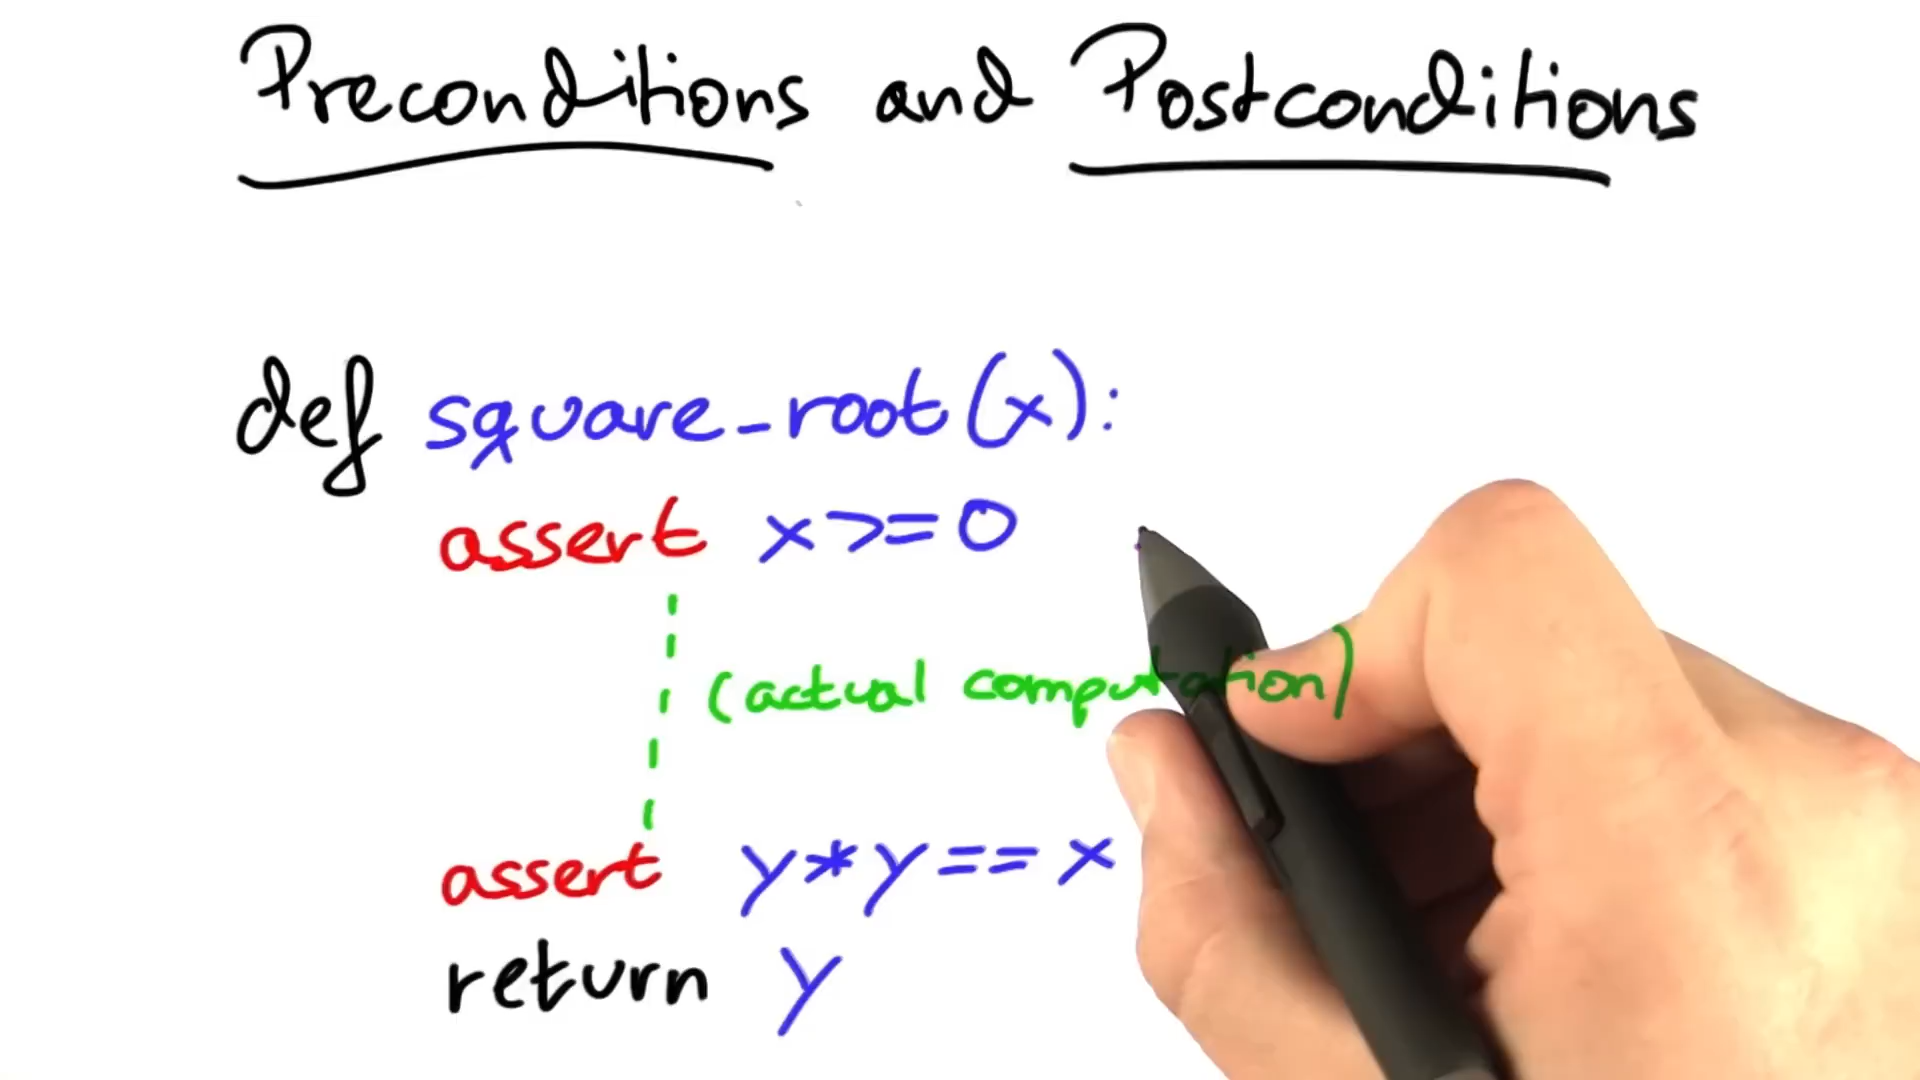 Preconditions and Postconditions
def square_root(x):
assert x>=0
(actual computation)
assert y*y==x
return y